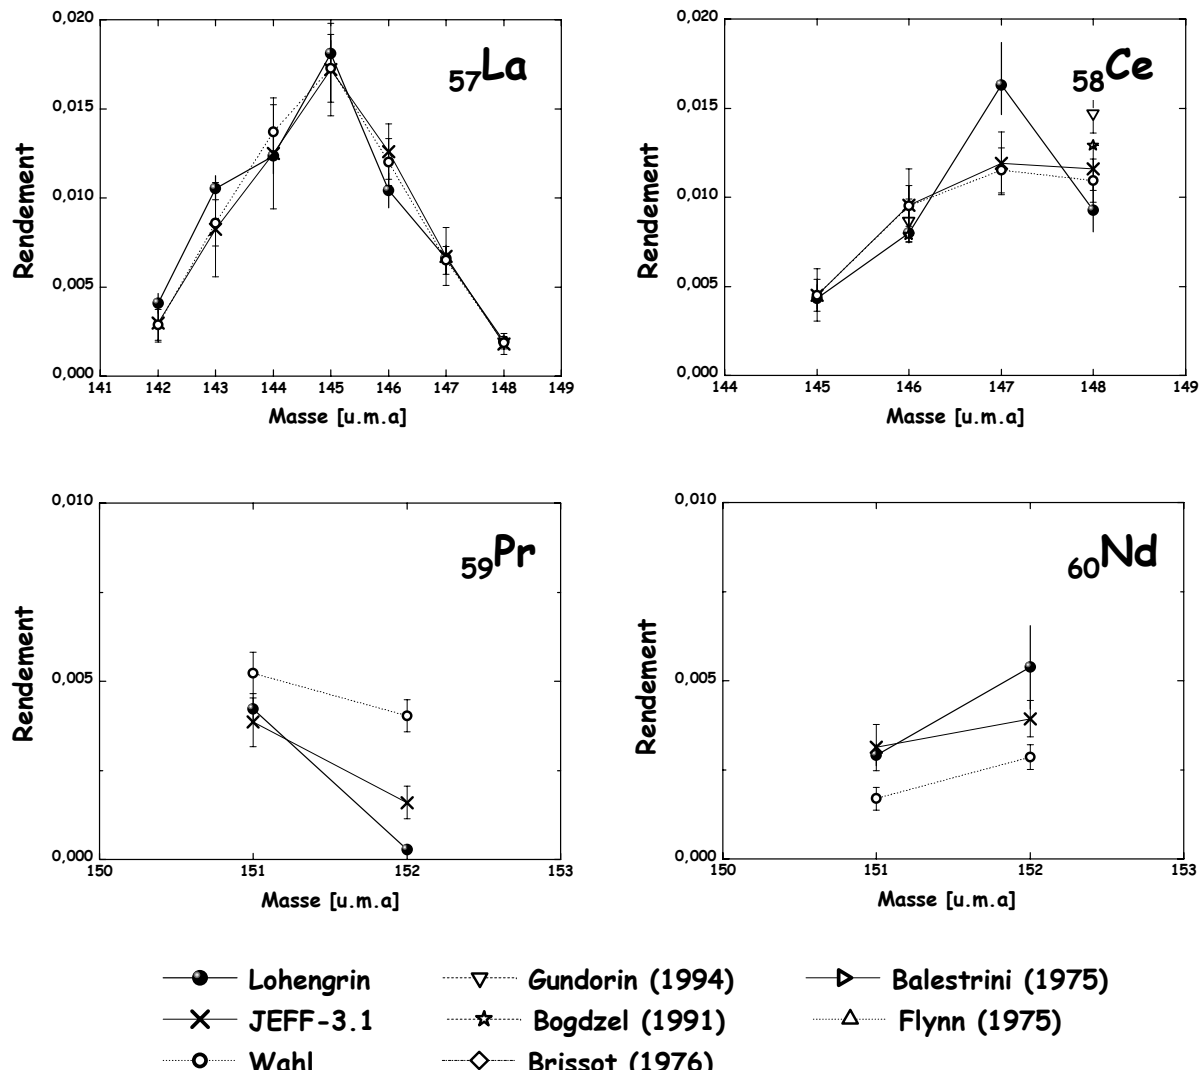 0,020
0,015
0,010
0,005
0,000
Rendement
57La
141 142 143 144 145 146 147 148 149
Masse [u.m.a]
0,020
0,015
0,010
0,005
0,000
Rendement
58Ce
144 145 146 147 148 149
Masse [u.m.a]
0,010
0,005
0,000
Rendement
59Pr
150 151 152 153
Masse [u.m.a]
0,010
0,005
0,000
Rendement
60Nd
150 151 152 153
Masse [u.m.a]
Lohengrin
JEFF-3.1
Wahl
Gundorin (1994)
Bogdzel (1991)
Brissot (1976)
Balestrini (1975)
Flynn (1975)